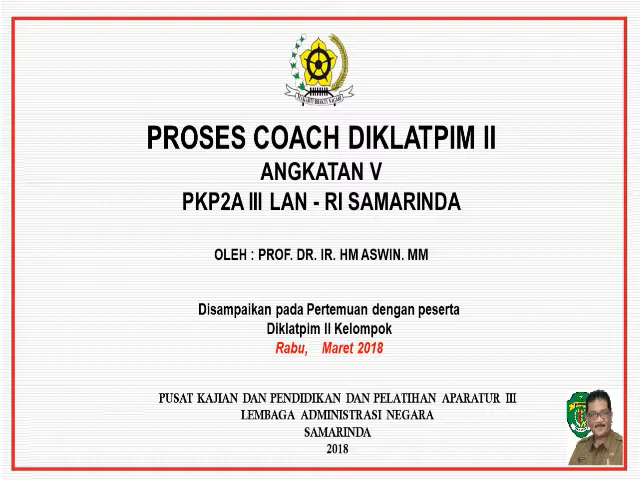 PROSES COACH DIKLATPIM II
ANGKATAN V
PKP2A III LAN - RI SAMARINDA
OLEH : PROF. DR. IR. HM ASWIN. MM
Disampaikan pada Pertemuan dengan peserta
Diklatpim II Kelompok
Rabu, Maret 2018
PUSAT KAJIAN DAN PENDIDIKAN DAN PELATIHAN APARATUR III
LEMBAGA ADMINISTRASI NEGARA
SAMARINDA
2018